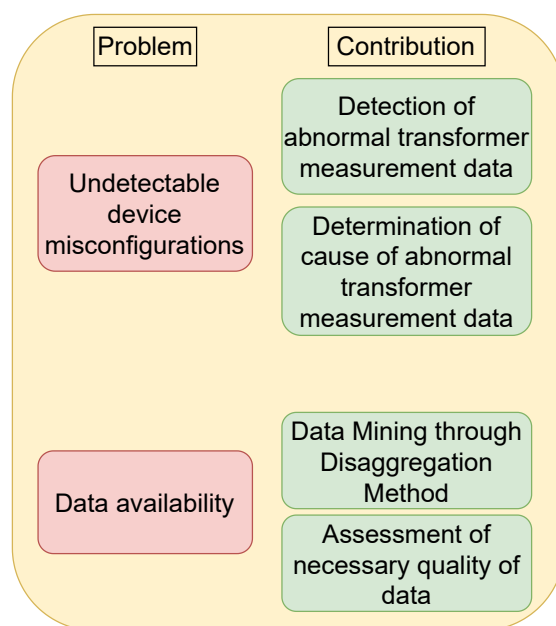 Problem
Contribution
Undetectable
device
misconfigurations
Detection of
abnormal transformer
measurement data
Determination of
cause of abnormal
transformer
measurement data
Data availability
Data Mining through
Disaggregation
Method
Assessment of
necessary quality of
data